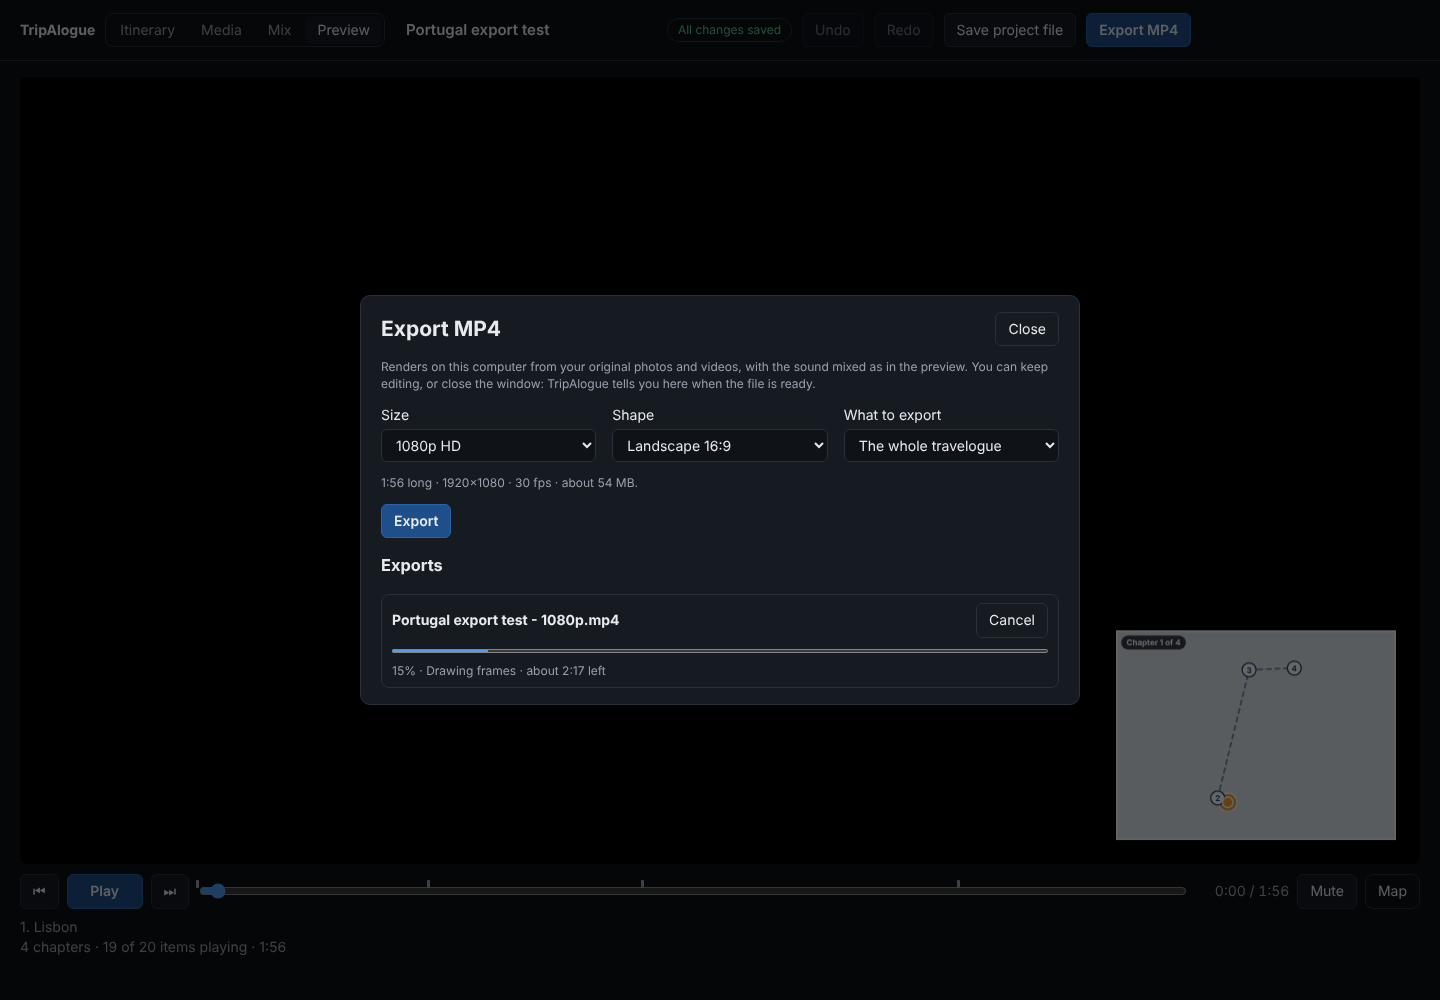 TripAlogue Itinerary Media Mix Preview Portugal export test All changes saved Undo Redo Save project file Export MP4
Export MP4 Close
Renders on this computer from your original photos and videos, with the sound mixed as in the preview. You can keep
editing, or close the window: TripAlogue tells you here when the file is ready.
Size Shape What to export
1080p HD Landscape 16:9 The whole travelogue
1:56 long · 1920×1080 · 30 fps · about 54 MB.
Export
Exports
Portugal export test - 1080p.mp4 Cancel
15% · Drawing frames · about 2:17 left
Chapter 1 of 4
3 4
2
Play 0:00 / 1:56 Mute Map
1. Lisbon
4 chapters · 19 of 20 items playing · 1:56